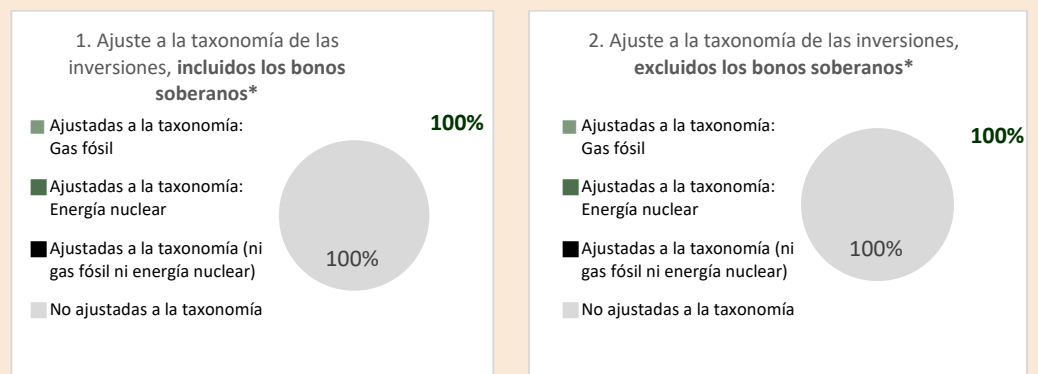 1. Ajuste a la taxonomía de las
inversiones, incluidos los bonos
soberanos*
Ajustadas a la taxonomía:
Gas fósil
Ajustadas a la taxonomía:
Energía nuclear
Ajustadas a la taxonomía (ni
gas fósil ni energía nuclear)
No ajustadas a la taxonomía
100%
100%
2. Ajuste a la taxonomía de las inversiones,
excluidos los bonos soberanos*
Ajustadas a la taxonomía:
Gas fósil
Ajustadas a la taxonomía:
Energía nuclear
Ajustadas a la taxonomía (ni
gas fósil ni energía nuclear)
No ajustadas a la taxonomía
100%
100%